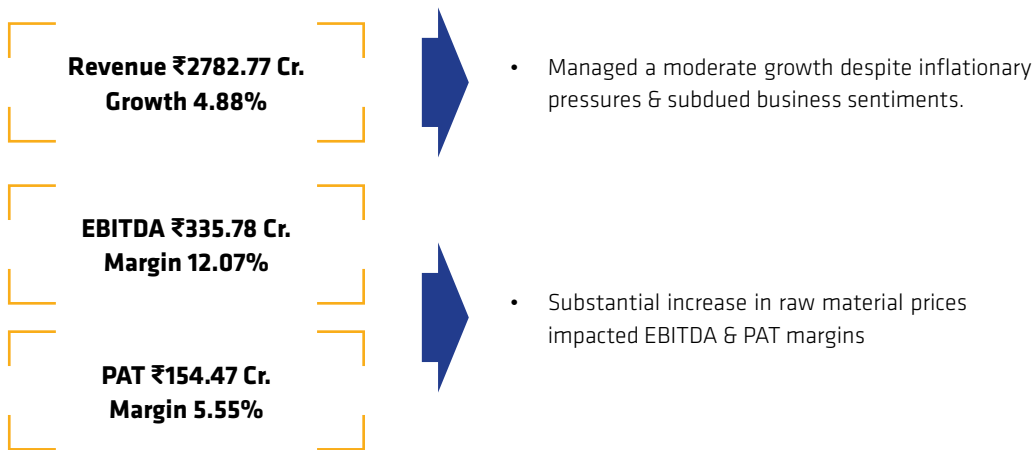 Revenue ₹2782.77 Cr.
Growth 4.88%
• Managed a moderate growth despite inflationary
pressures & subdued business sentiments.
EBITDA ₹335.78 Cr.
Margin 12.07%
PAT ₹154.47 Cr.
Margin 5.55%
• Substantial increase in raw material prices
impacted EBITDA & PAT margins